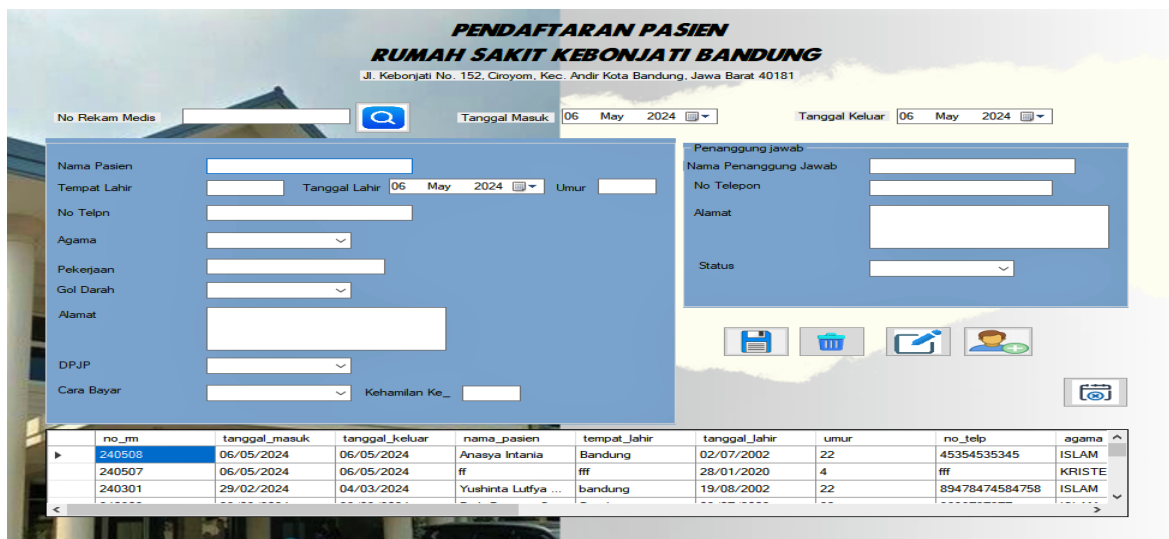 PENDAFTARAN PASIEN
RUMAH SAKIT KEBONJATI BANDUNG
Jl. Kebonjati No. 152, Ciroyom, Kec. Andir Kota Bandung, Jawa Barat 40181
No Rekam Medis Tanggal Masuk 06 May 2024 Tanggal Keluar 06 May 2024
Penanggung jawab
Nama Pasien Nama Penanggung Jawab
Tempat Lahir Tanggal Lahir 06 May 2024 Umur No Telepon
No Telpn Alamat
Agama
Pekerjaan Status
Gol Darah
Alamat
DPJP
Cara Bayar Kehamilan Ke_
no_rm tanggal_masuk tanggal_keluar nama_pasien tempat_lahir tanggal_lahir umur no_telp agama
240508 06/05/2024 06/05/2024 Anasya Intania Bandung 02/07/2002 22 45354535345 ISLAM
240507 06/05/2024 06/05/2024 ff fff 28/01/2020 4 fff KRISTE
240301 29/02/2024 04/03/2024 Yushinta Lutfya ... bandung 19/08/2002 22 89478474584758 ISLAM